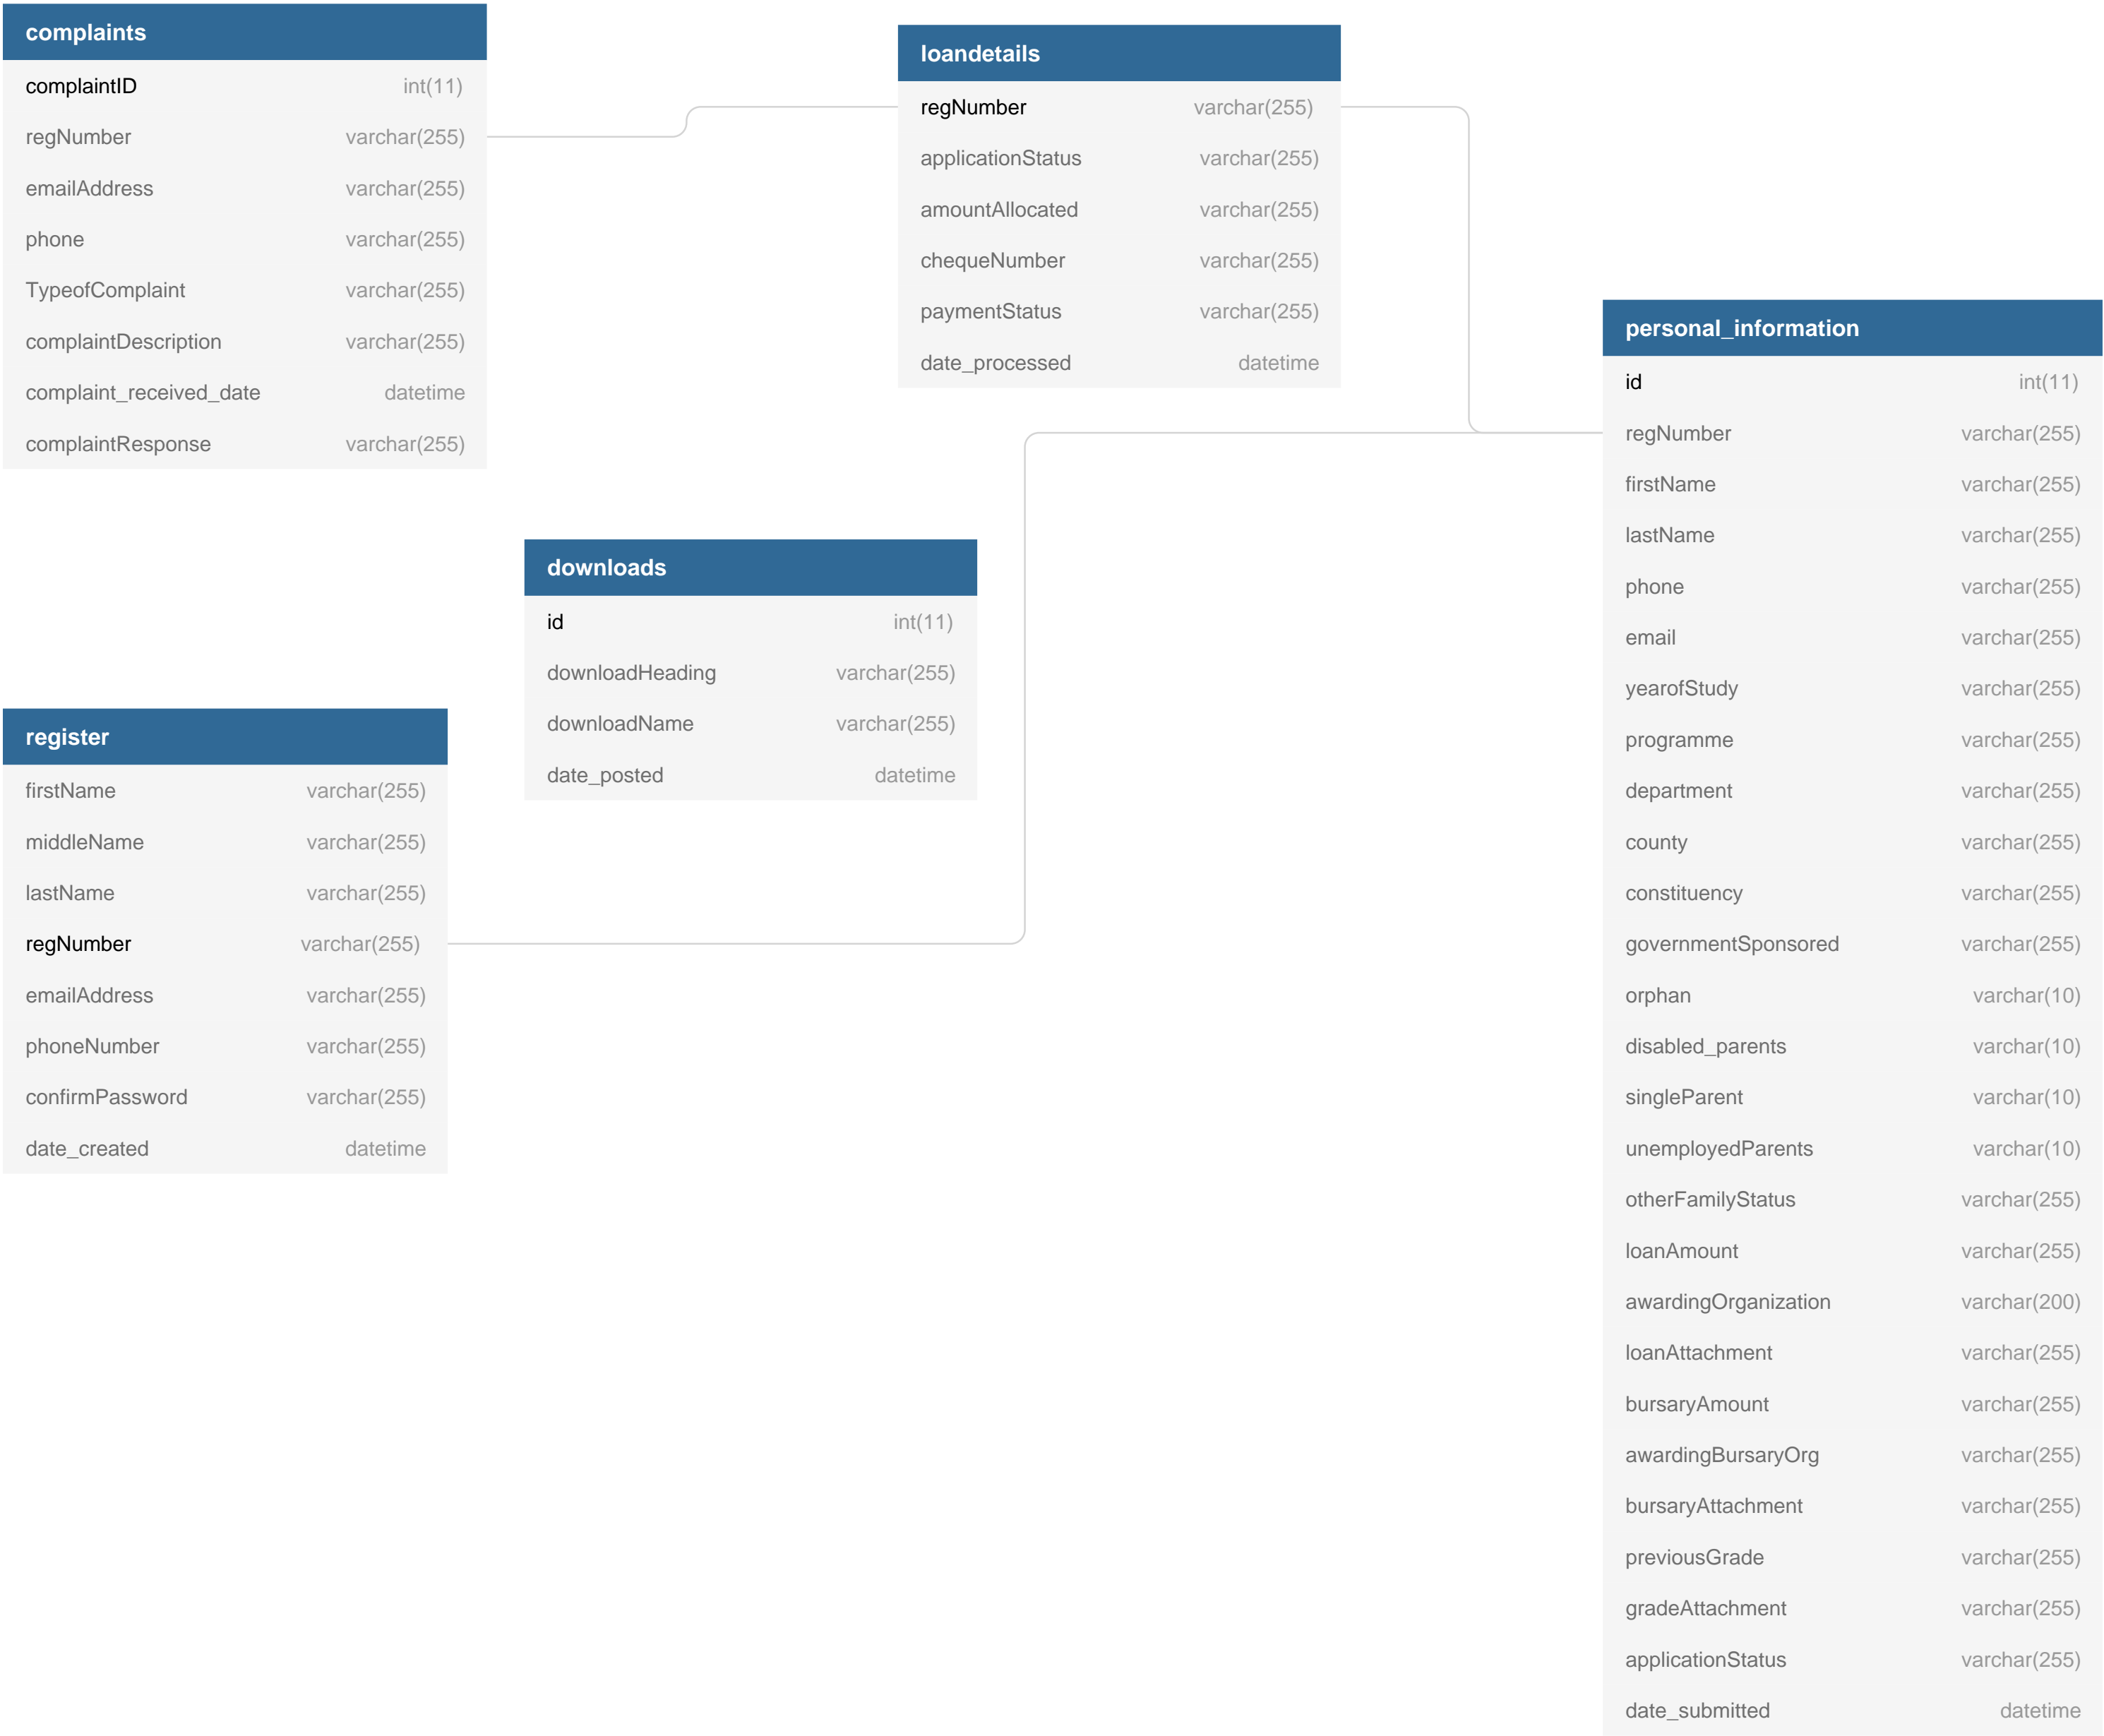 complaints
complaintID int(11)
regNumber varchar(255)
emailAddress varchar(255)
phone varchar(255)
TypeofComplaint varchar(255)
complaintDescription varchar(255)
complaint_received_date datetime
complaintResponse varchar(255)
loandetails
regNumber varchar(255)
applicationStatus varchar(255)
amountAllocated varchar(255)
chequeNumber varchar(255)
paymentStatus varchar(255)
date_processed datetime
downloads
id int(11)
downloadHeading varchar(255)
downloadName varchar(255)
date_posted datetime
register
firstName varchar(255)
middleName varchar(255)
lastName varchar(255)
regNumber varchar(255)
emailAddress varchar(255)
phoneNumber varchar(255)
confirmPassword varchar(255)
date_created datetime
personal_information
id int(11)
regNumber varchar(255)
firstName varchar(255)
lastName varchar(255)
phone varchar(255)
email varchar(255)
yearofStudy varchar(255)
programme varchar(255)
department varchar(255)
county varchar(255)
constituency varchar(255)
governmentSponsored varchar(255)
orphan varchar(10)
disabled_parents varchar(10)
singleParent varchar(10)
unemployedParents varchar(10)
otherFamilyStatus varchar(255)
loanAmount varchar(255)
awardingOrganization varchar(200)
loanAttachment varchar(255)
bursaryAmount varchar(255)
awardingBursaryOrg varchar(255)
bursaryAttachment varchar(255)
previousGrade varchar(255)
gradeAttachment varchar(255)
applicationStatus varchar(255)
date_submitted datetime